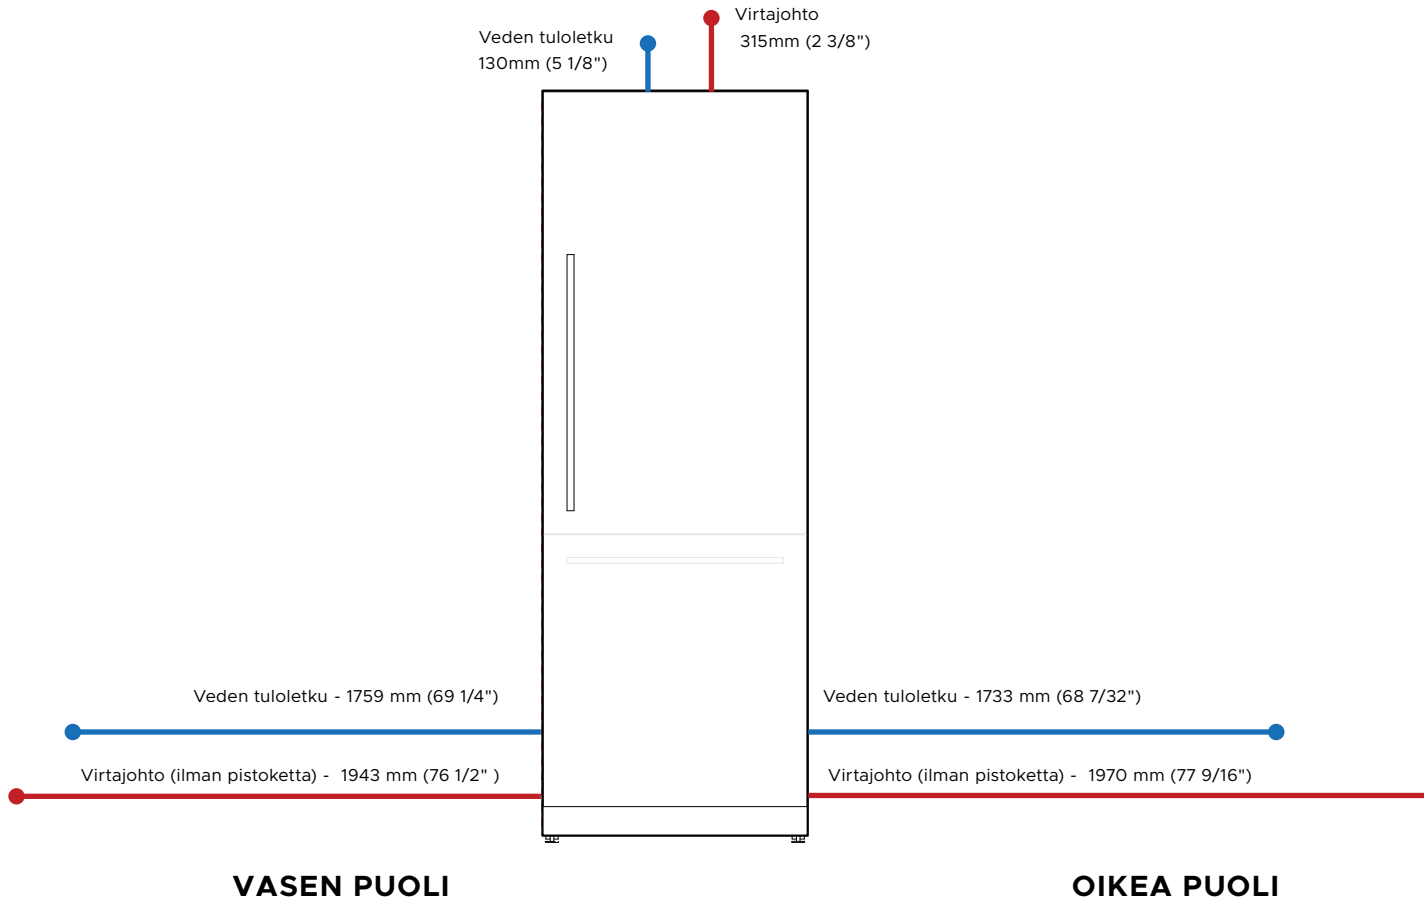 Virtajohto
315mm (2 3/8")
Veden tuloletku
130mm (5 1/8")
Veden tuloletku - 1759 mm (69 1/4")
Veden tuloletku - 1733 mm (68 7/32")
Virtajohto (ilman pistoketta) -  1943 mm (76 1/2" )
Virtajohto (ilman pistoketta) -  1970 mm (77 9/16")
VASEN PUOLI
OIKEA PUOLI